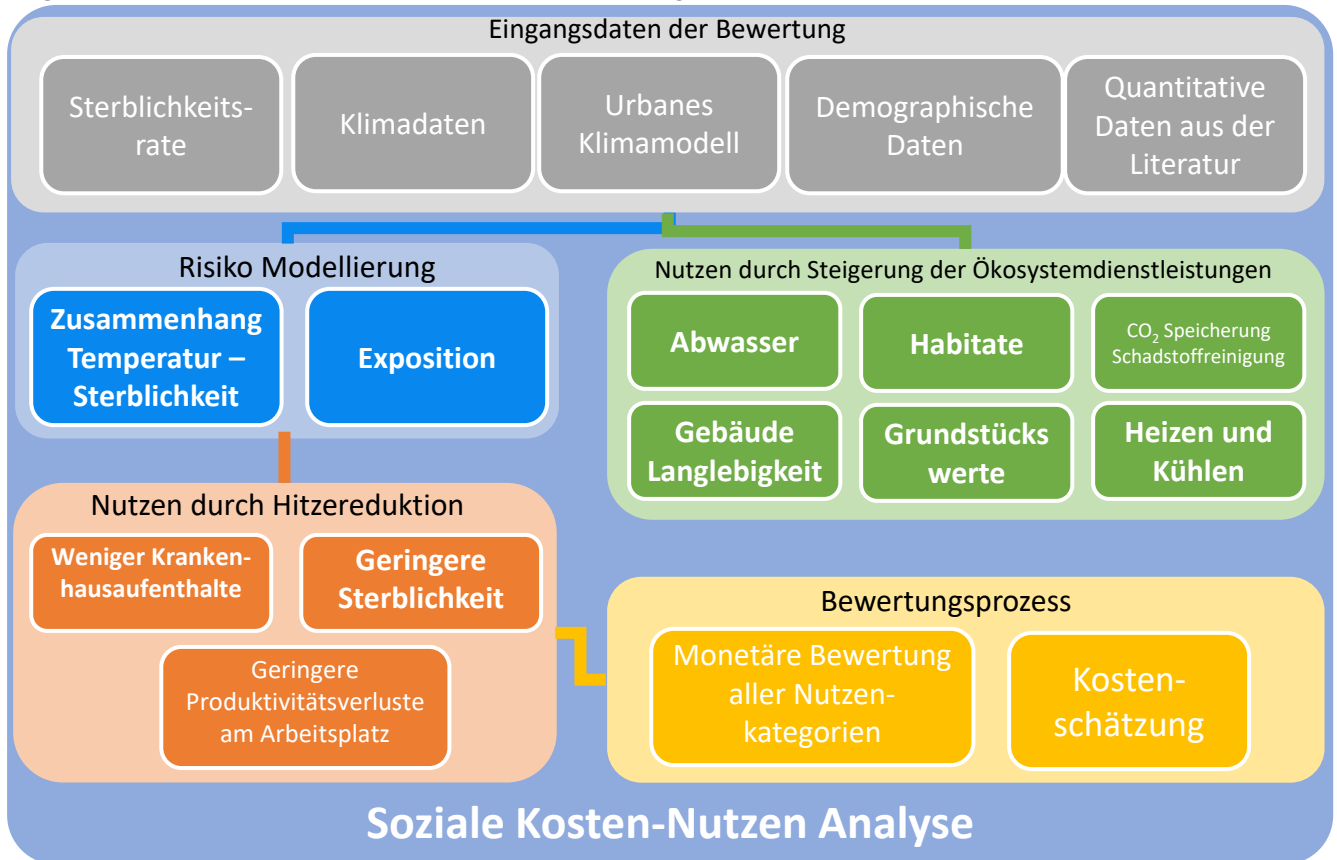 Eingangsdaten der Bewertung
Sterblichkeits-
rate
Klimadaten
Urbanes
Klimamodell
Demographische
Daten
Quantitative
Daten aus der
Literatur
Risiko Modellierung
Zusammenhang
Temperatur –
Sterblichkeit
Exposition
Nutzen durch Steigerung der Ökosystemdienstleistungen
Abwasser
Habitate
CO₂ Speicherung
Schadstoffreinigung
Gebäude
Langlebigkeit
Grundstücks
werte
Heizen und
Kühlen
Nutzen durch Hitzereduktion
Weniger Kranken-
hausaufenthalte
Geringere
Sterblichkeit
Geringere
Produktivitätsverluste
am Arbeitsplatz
Bewertungsprozess
Monetäre Bewertung
aller Nutzen-
kategorien
Kosten-
schätzung
Soziale Kosten-Nutzen Analyse